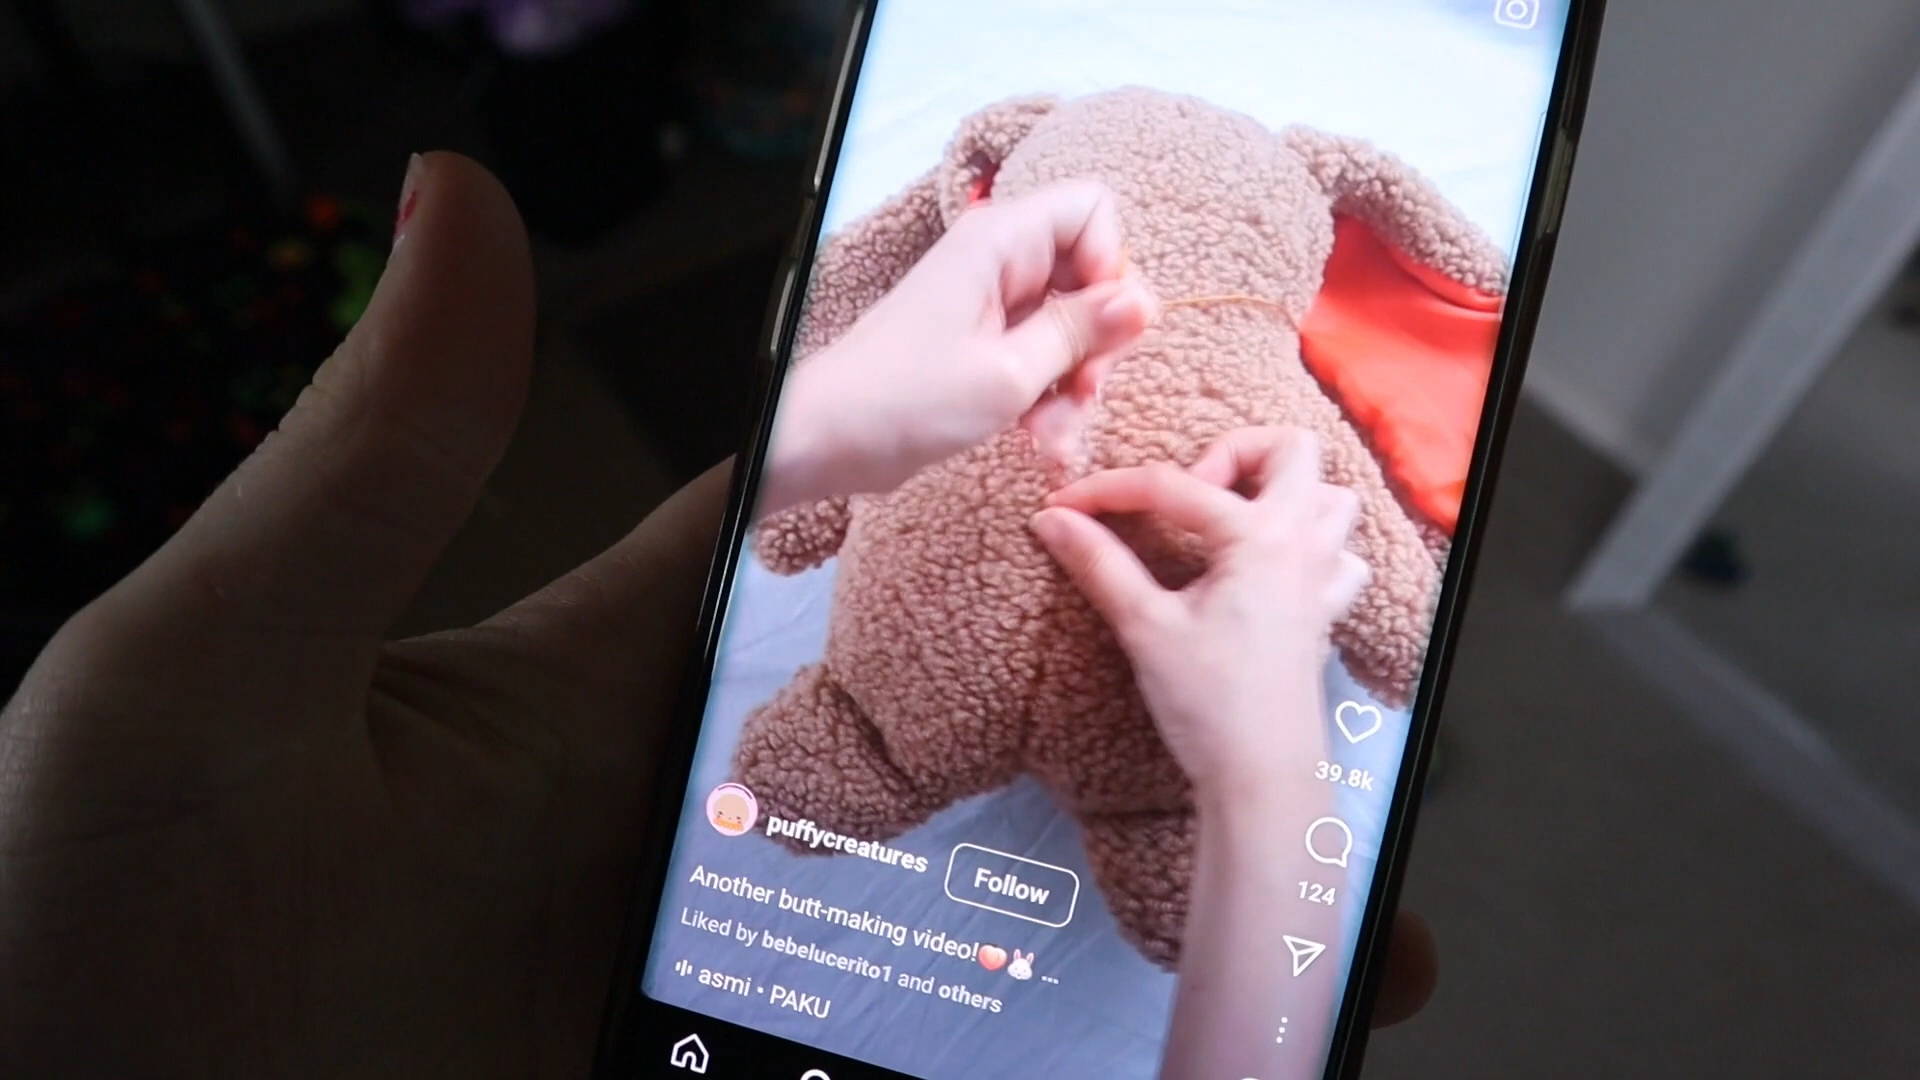 39.8k
124
puffycreatures Follow
Another butt-making video!🍑🐰 ...
Liked by bebelucerito1 and others
asmi • PAKU